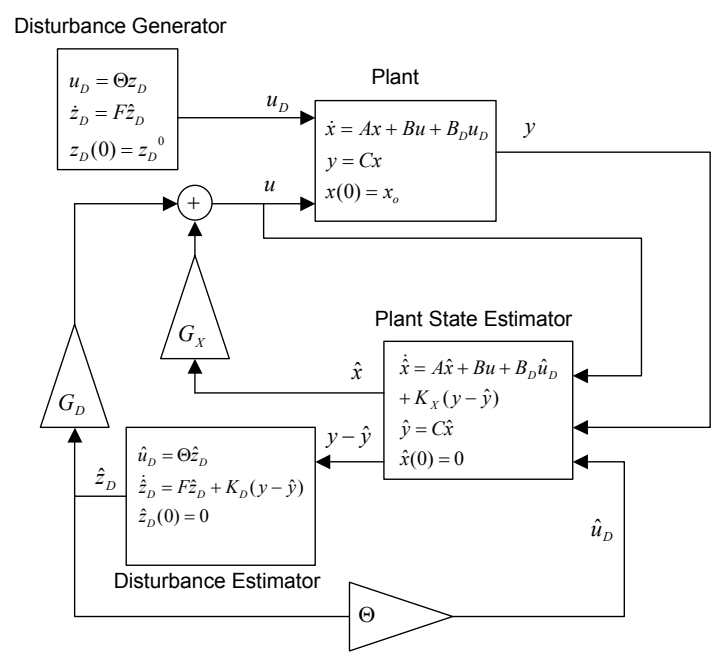 Disturbance Generator
u_D = Θz_D
ż_D = Fẑ_D
z_D(0) = z_D⁰
u_D
Plant
ẋ = Ax + Bu + B_D u_D
y = Cx
x(0) = x_o
y
u
+
G_X
G_D
Plant State Estimator
x̂̇ = Ax̂ + Bu + B_D û_D
+ K_X (y − ŷ)
ŷ = Cx̂
x̂(0) = 0
x̂
y − ŷ
û_D = Θẑ_D
ẑ̇_D = Fẑ_D + K_D (y − ŷ)
ẑ_D(0) = 0
ẑ_D
Disturbance Estimator
û_D
Θ